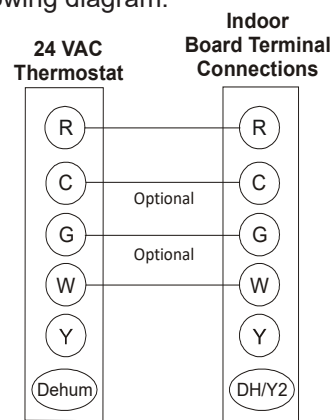 owing diagram.
24 VAC
Thermostat
Indoor
Board Terminal
Connections
R R
C C
Optional
G G
Optional
W W
Y Y
Dehum DH/Y2